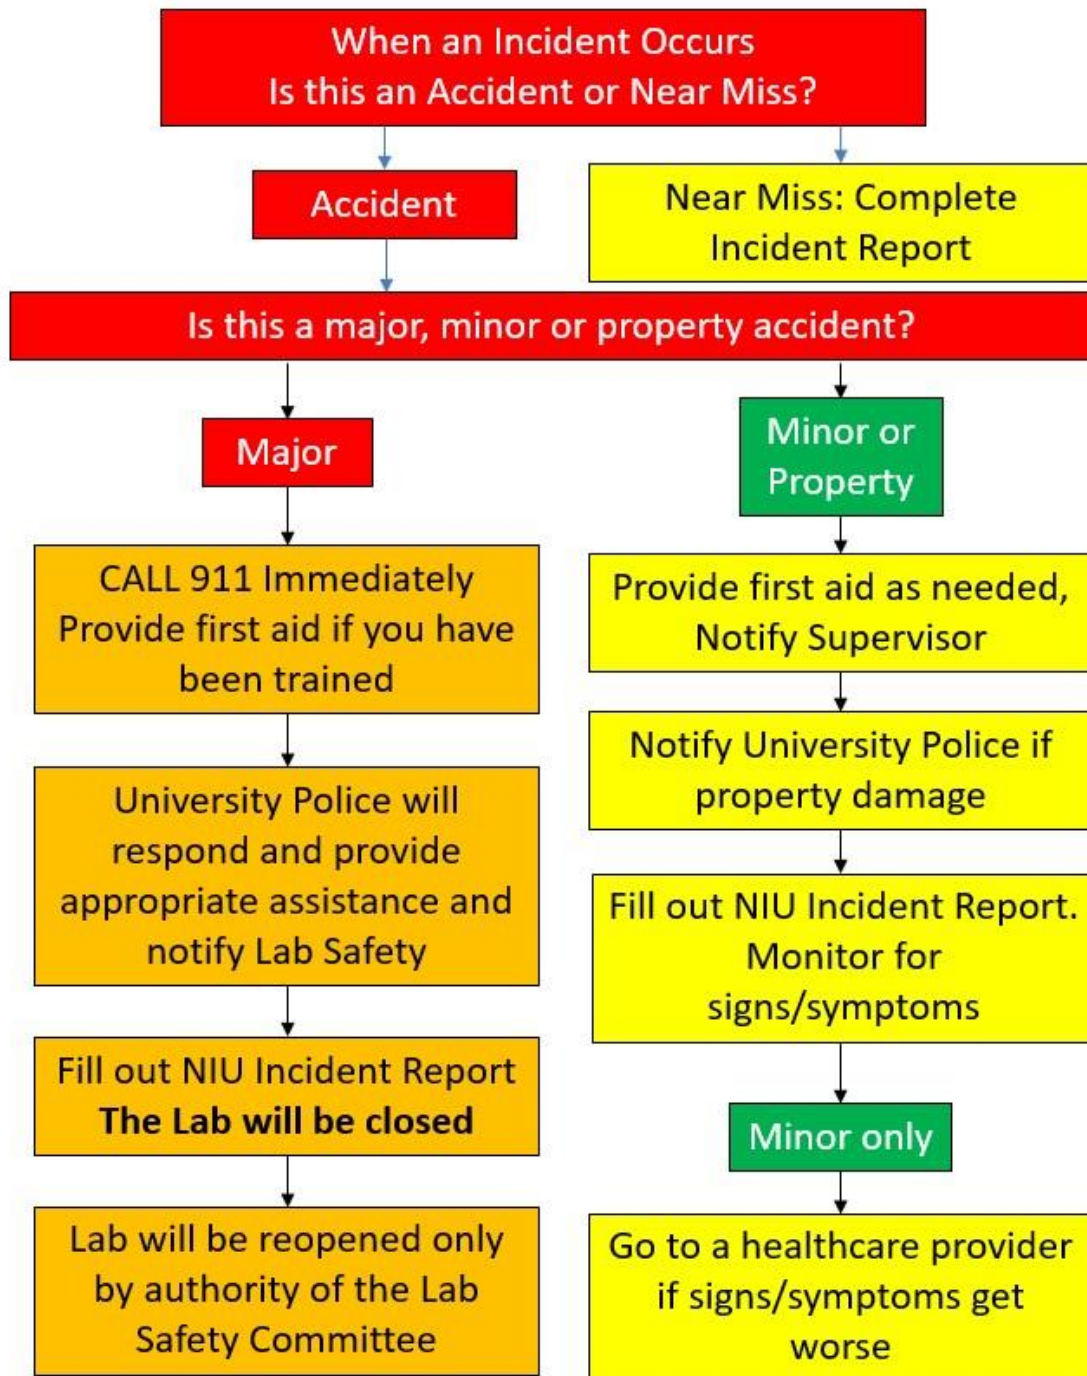 When an Incident Occurs
Is this an Accident or Near Miss?
Accident
Near Miss: Complete
Incident Report
Is this a major, minor or property accident?
Major
CALL 911 Immediately
Provide first aid if you have
been trained
University Police will
respond and provide
appropriate assistance and
notify Lab Safety
Fill out NIU Incident Report
The Lab will be closed
Lab will be reopened only
by authority of the Lab
Safety Committee
Minor or
Property
Provide first aid as needed,
Notify Supervisor
Notify University Police if
property damage
Fill out NIU Incident Report.
Monitor for
signs/symptoms
Minor only
Go to a healthcare provider
if signs/symptoms get
worse